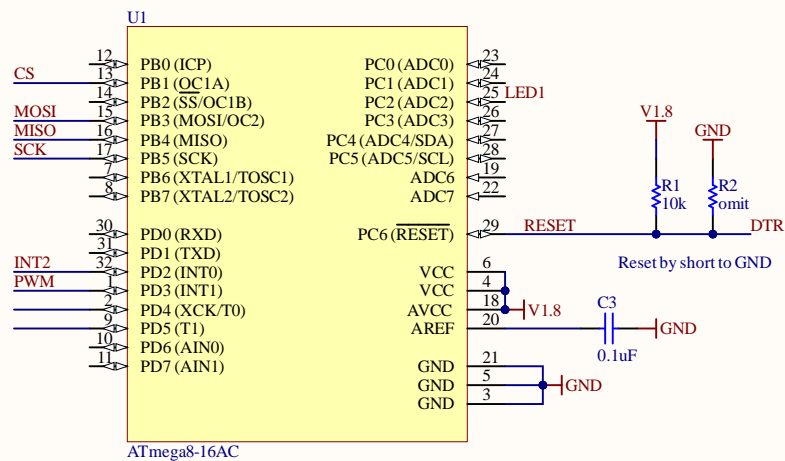 U1
12 PB0 (ICP) PC0 (ADC0) 23
CS 13 PB1 (OC1A) PC1 (ADC1) 24
14 PB2 (SS/OC1B) PC2 (ADC2) 25 LED1
MOSI 15 PB3 (MOSI/OC2) PC3 (ADC3) 26
MISO 16 PB4 (MISO) PC4 (ADC4/SDA) 27
SCK 17 PB5 (SCK) PC5 (ADC5/SCL) 28
7 PB6 (XTAL1/TOSC1) ADC6 19
8 PB7 (XTAL2/TOSC2) ADC7 22
V1.8 GND
R1 R2
10k omit
30 PD0 (RXD) PC6 (RESET) 29 RESET DTR
31 PD1 (TXD)
Reset by short to GND
INT2 32 PD2 (INT0) VCC 6
PWM 1 PD3 (INT1) VCC 4
2 PD4 (XCK/T0) AVCC 18 V1.8
9 PD5 (T1) AREF 20 C3 GND
0.1uF
10 PD6 (AIN0)
11 PD7 (AIN1) GND 21
GND 5 GND
GND 3
ATmega8-16AC